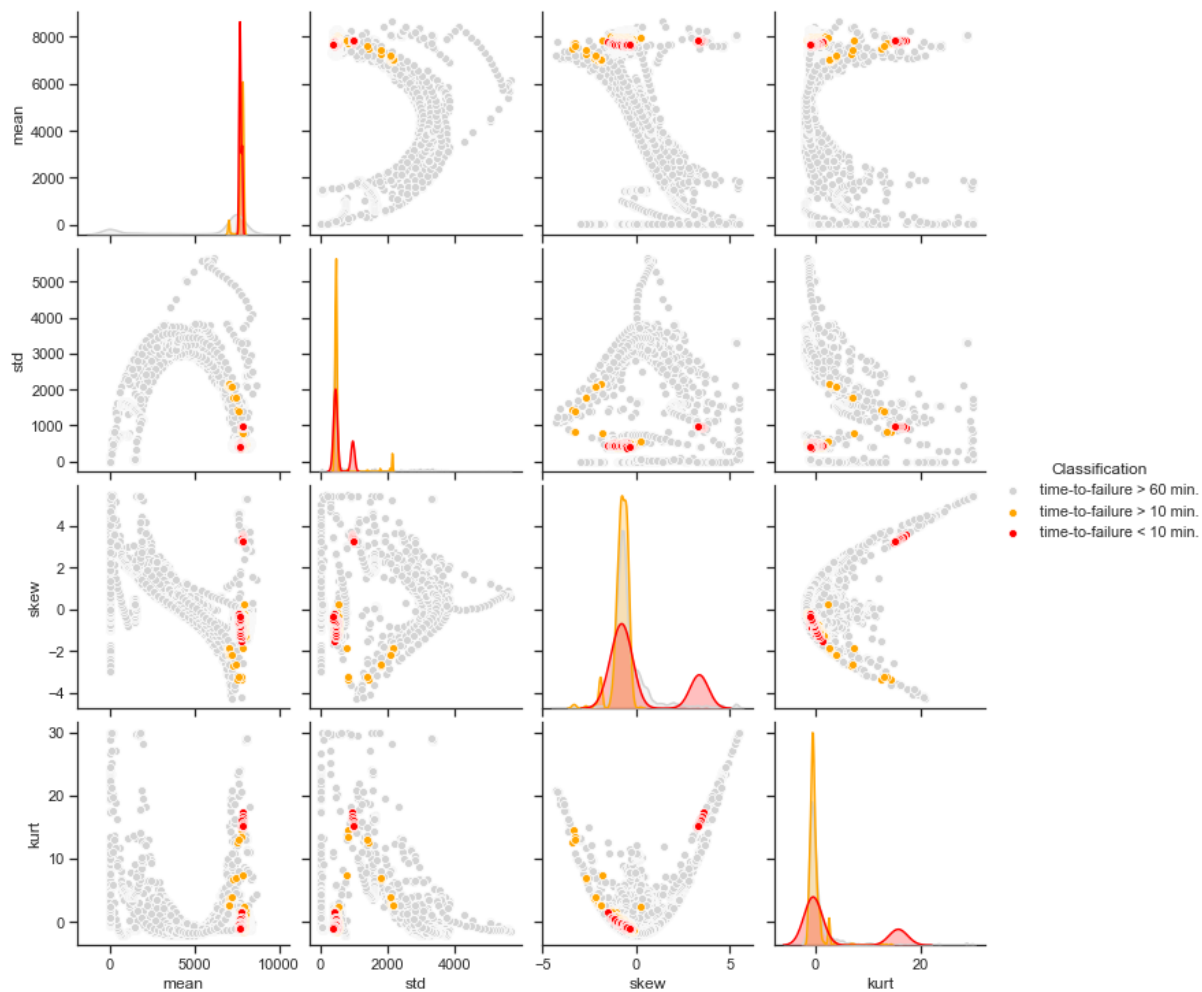 8000
6000
4000
2000
0
mean
5000
4000
3000
2000
1000
0
std
Classification
time-to-failure > 60 min.
time-to-failure > 10 min.
time-to-failure < 10 min.
4
2
0
−2
−4
skew
30
20
10
0
kurt
0 5000 10000
mean
0 2000 4000
std
−5 0 5
skew
0 20
kurt